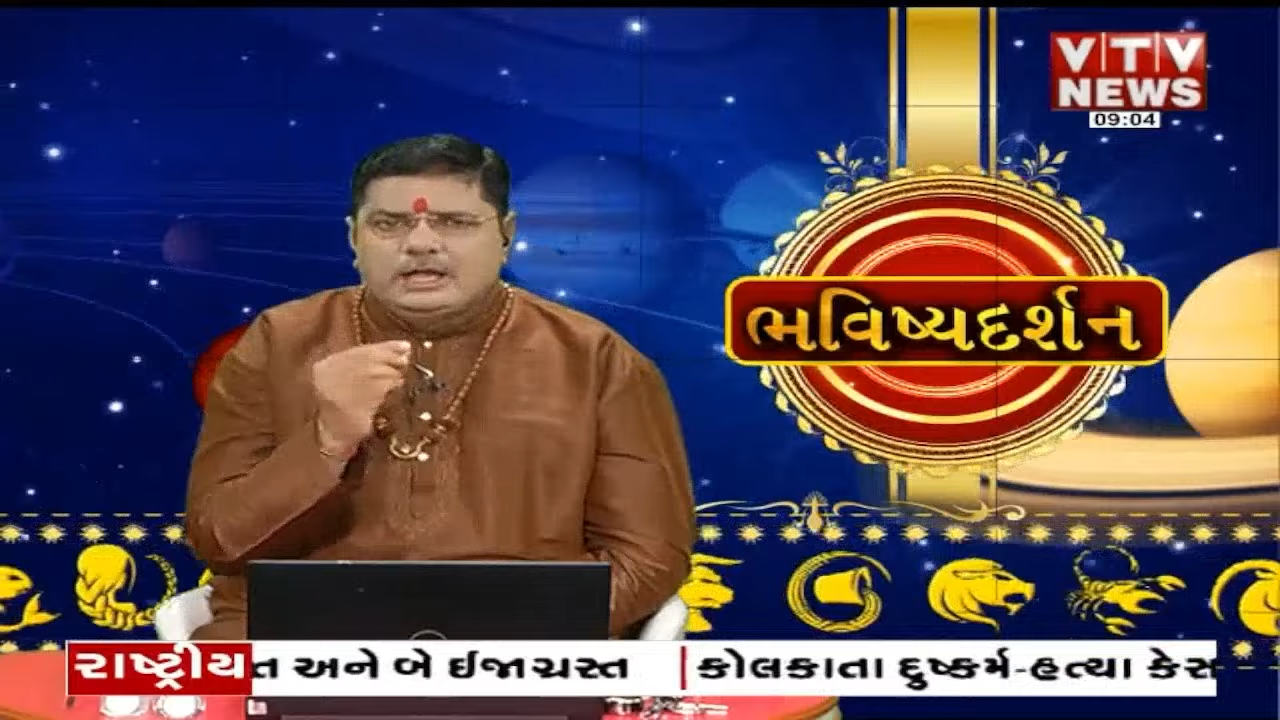 VTV
NEWS
09:04
ભવિષ્યદર્શન
રાષ્ટ્રીય
ત અને બે ઈજાગ્રસ્ત
કોલકાતા દુષ્કર્મ-હત્યા કેસ